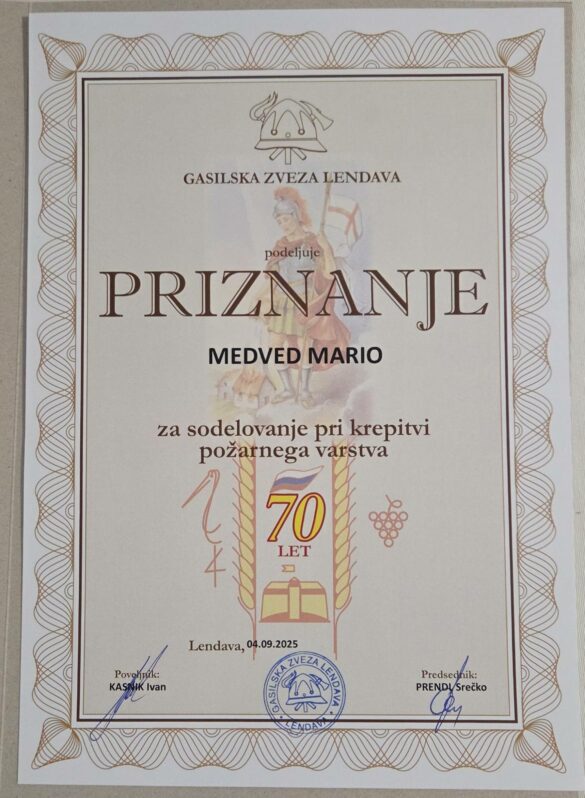 GASILSKA ZVEZA LENDAVA
podeljuje
PRIZNANJE
MEDVED MARIO
za sodelovanje pri krepitvi
požarnega varstva
70
LET
Lendava, 04.09.2025
Poveljnik:
KASNIK Ivan
Predsednik:
PRENDL Srečko
GASILSKA ZVEZA LENDAVA
LENDAVA